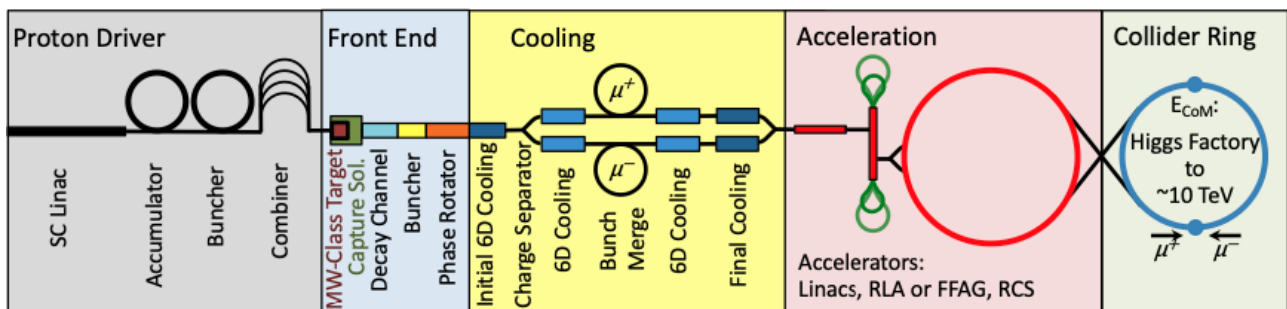 Proton Driver
SC Linac
Accumulator
Buncher
Combiner
Front End
MW-Class Target
Capture Sol.
Decay Channel
Buncher
Phase Rotator
Cooling
Initial 6D Cooling
Charge Separator
6D Cooling
μ+
μ−
Bunch
Merge
6D Cooling
Final Cooling
Acceleration
Accelerators:
Linacs, RLA or FFAG, RCS
Collider Ring
ECoM:
Higgs Factory
to
~10 TeV
μ+ μ−